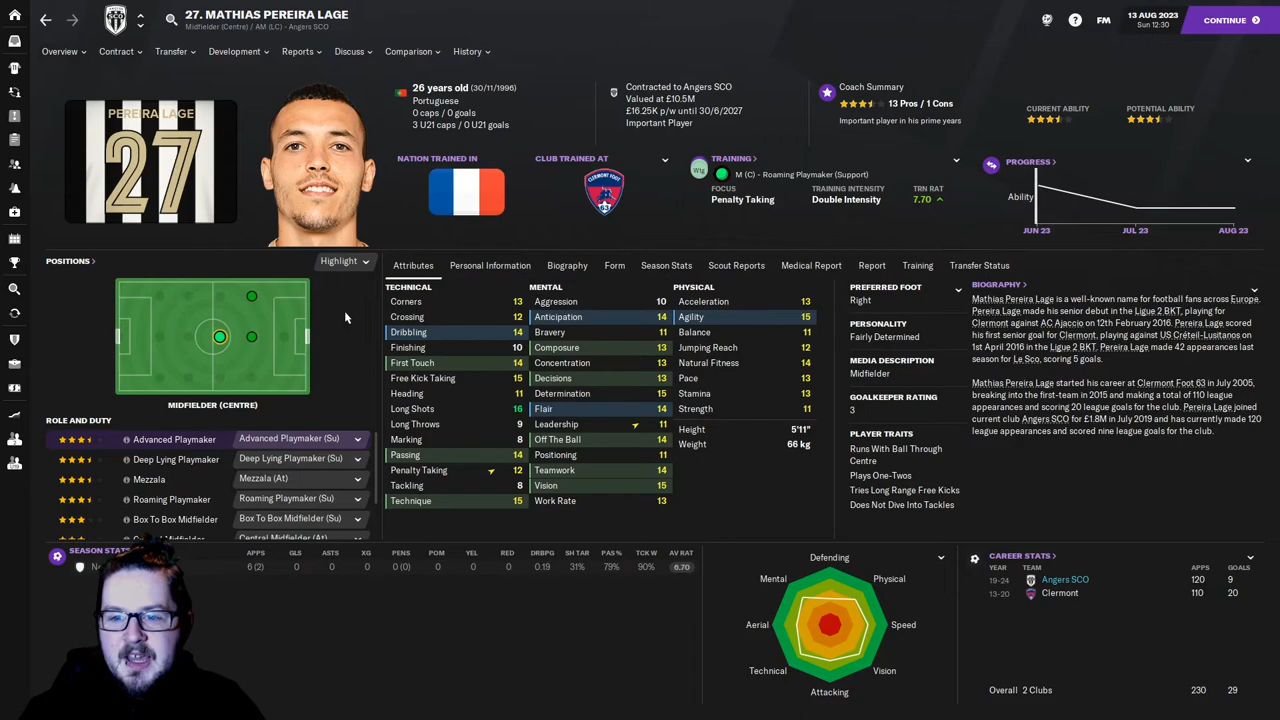 27. MATHIAS PEREIRA LAGE
Midfielder (Centre) / AM (LC) - Angers SCO
FM
13 AUG 2023
Sun 12:30
CONTINUE
Overview
Contract
Transfer
Development
Reports
Discuss
Comparison
History
PEREIRA LAGE
27
26 years old (30/11/1996)
Portuguese
0 caps / 0 goals
3 U21 caps / 0 U21 goals
Contracted to Angers SCO
Valued at £10.5M
£16.25K p/w until 30/6/2027
Important Player
Coach Summary
13 Pros / 1 Cons
Important player in his prime years
CURRENT ABILITY
POTENTIAL ABILITY
NATION TRAINED IN
CLUB TRAINED AT
TRAINING
Wtg
M (C) - Roaming Playmaker (Support)
FOCUS
Penalty Taking
TRAINING INTENSITY
Double Intensity
TRN RAT
7.70
PROGRESS
Ability
JUN 23
JUL 23
AUG 23
POSITIONS
Highlight
MIDFIELDER (CENTRE)
ROLE AND DUTY
Advanced Playmaker Advanced Playmaker (Su)
Deep Lying Playmaker Deep Lying Playmaker (Su)
Mezzala Mezzala (At)
Roaming Playmaker Roaming Playmaker (Su)
Box To Box Midfielder Box To Box Midfielder (Su)
Attributes
Personal Information
Biography
Form
Season Stats
Scout Reports
Medical Report
Report
Training
Transfer Status
TECHNICAL
Corners 13
Crossing 12
Dribbling 14
Finishing 10
First Touch 14
Free Kick Taking 15
Heading 11
Long Shots 16
Long Throws 9
Marking 8
Passing 14
Penalty Taking 12
Tackling 8
Technique 15
MENTAL
Aggression 10
Anticipation 14
Bravery 11
Composure 13
Concentration 13
Decisions 13
Determination 15
Flair 14
Leadership 11
Off The Ball 14
Positioning 11
Teamwork 14
Vision 15
Work Rate 13
PHYSICAL
Acceleration 13
Agility 15
Balance 11
Jumping Reach 12
Natural Fitness 14
Pace 13
Stamina 13
Strength 11
Height 5'11"
Weight 66 kg
PREFERRED FOOT
Right
PERSONALITY
Fairly Determined
MEDIA DESCRIPTION
Midfielder
GOALKEEPER RATING
3
PLAYER TRAITS
Runs With Ball Through
Centre
Plays One-Twos
Tries Long Range Free Kicks
Does Not Dive Into Tackles
BIOGRAPHY
Mathias Pereira Lage is a well-known name for football fans across Europe.
Pereira Lage made his senior debut in the Ligue 2 BKT, playing for
Clermont against AC Ajaccio on 12th February 2016. Pereira Lage scored
his first senior goal for Clermont, playing against US Créteil-Lusitanos on
1st April 2016 in the Ligue 2 BKT. Pereira Lage made 42 appearances last
season for Le Sco, scoring 5 goals.
Mathias Pereira Lage started his career at Clermont Foot 63 in July 2005,
breaking into the first-team in 2015 and making a total of 110 league
appearances and scoring 20 league goals for the club. Pereira Lage joined
current club Angers SCO for £1.8M in July 2019 and has currently made 120
league appearances and scored nine league goals for the club.
SEASON STATS
APPS GLS ASTS XG PENS POM YEL RED DRBPG SH TAR PAS % TCK W AV RAT
6 (2) 0 0 0 0 (0) 0 0 0 0.19 31% 79% 90% 6.70
Defending
Physical
Speed
Vision
Attacking
Technical
Aerial
Mental
CAREER STATS
YEAR TEAM APPS GOALS
19-24 Angers SCO 120 9
13-20 Clermont 110 20
Overall 2 Clubs 230 29